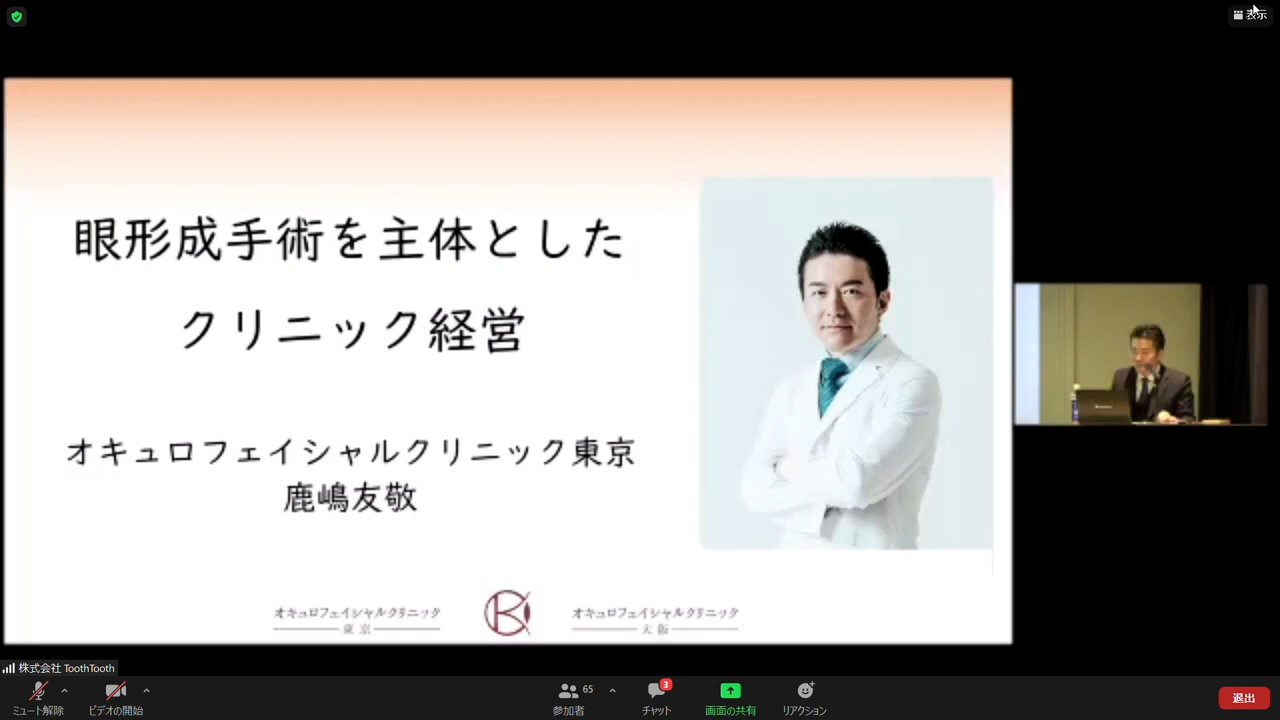 表示
眼形成手術を主体とした
クリニック経営
オキュロフェイシャルクリニック東京
鹿嶋友敬
オキュロフェイシャルクリニック
東京
オキュロフェイシャルクリニック
大阪
株式会社 ToothTooth
ミュート解除
ビデオの開始
65
参加者
3
チャット
画面の共有
リアクション
退出